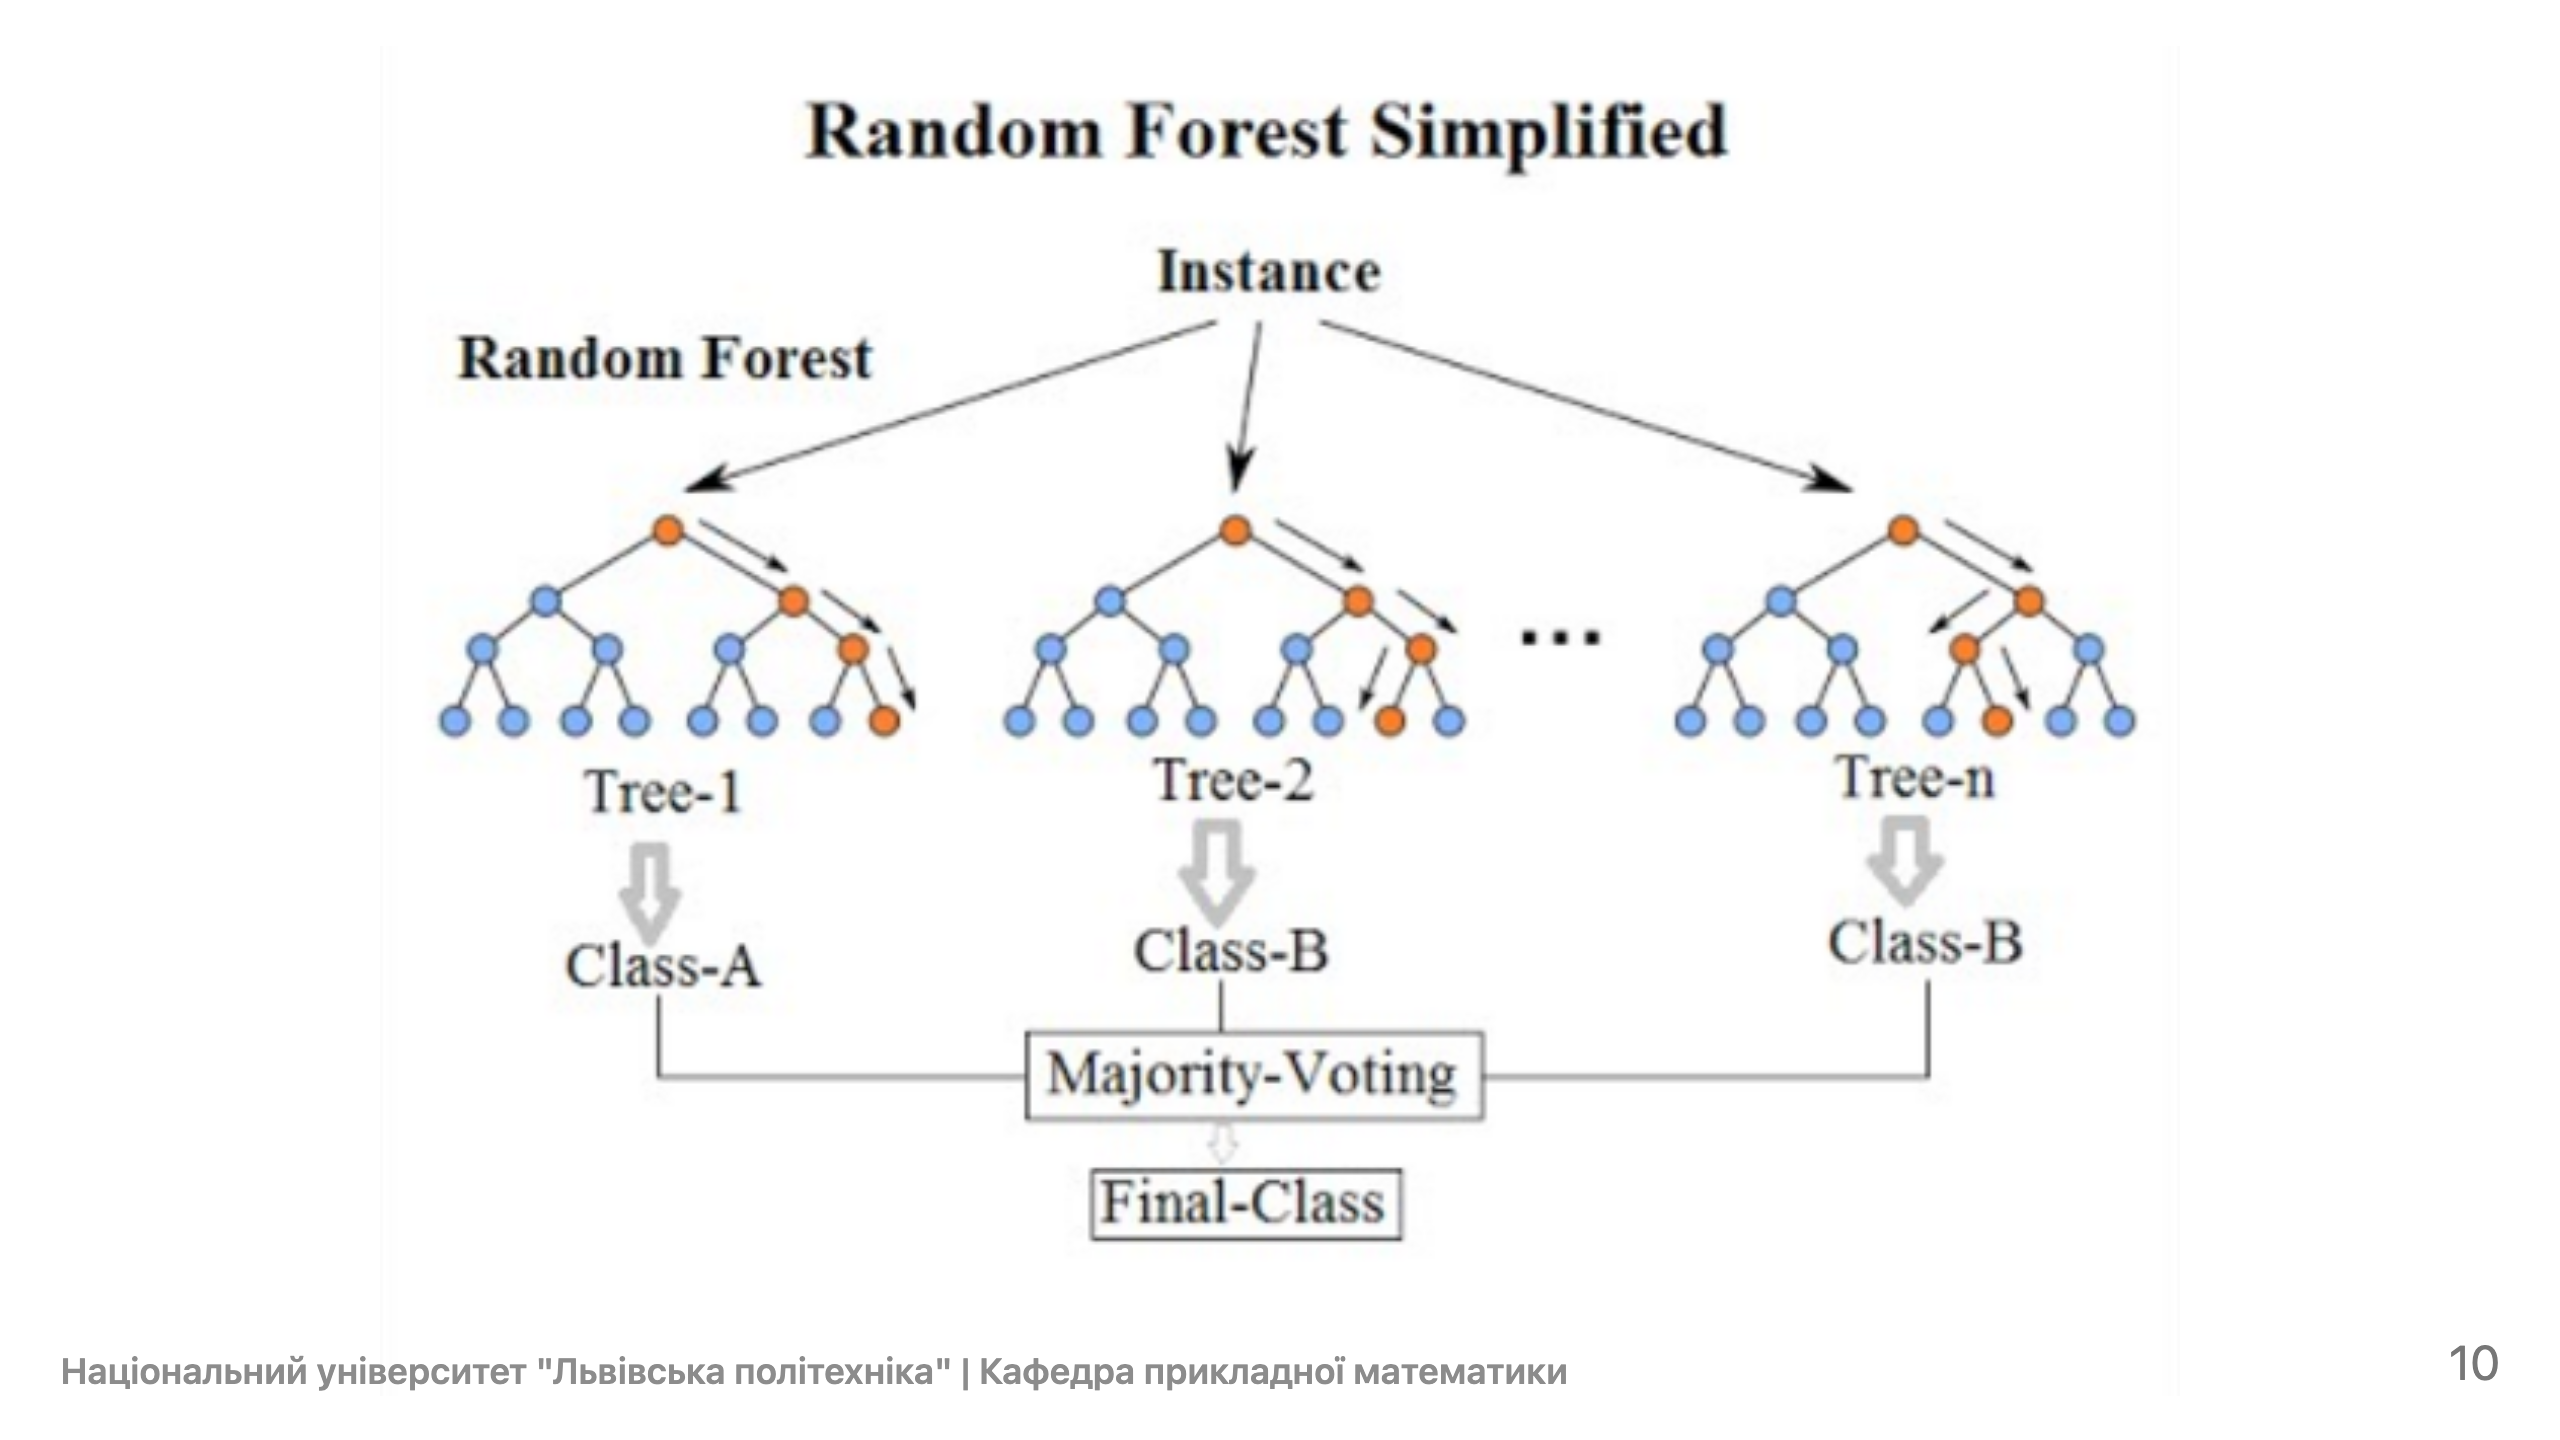 Random Forest Simplified
Instance
Random Forest
...
Tree-1
Tree-2
Tree-n
Class-A
Class-B
Class-B
Majority-Voting
Final-Class
Національний університет "Львівська політехніка" | Кафедра прикладної математики
10